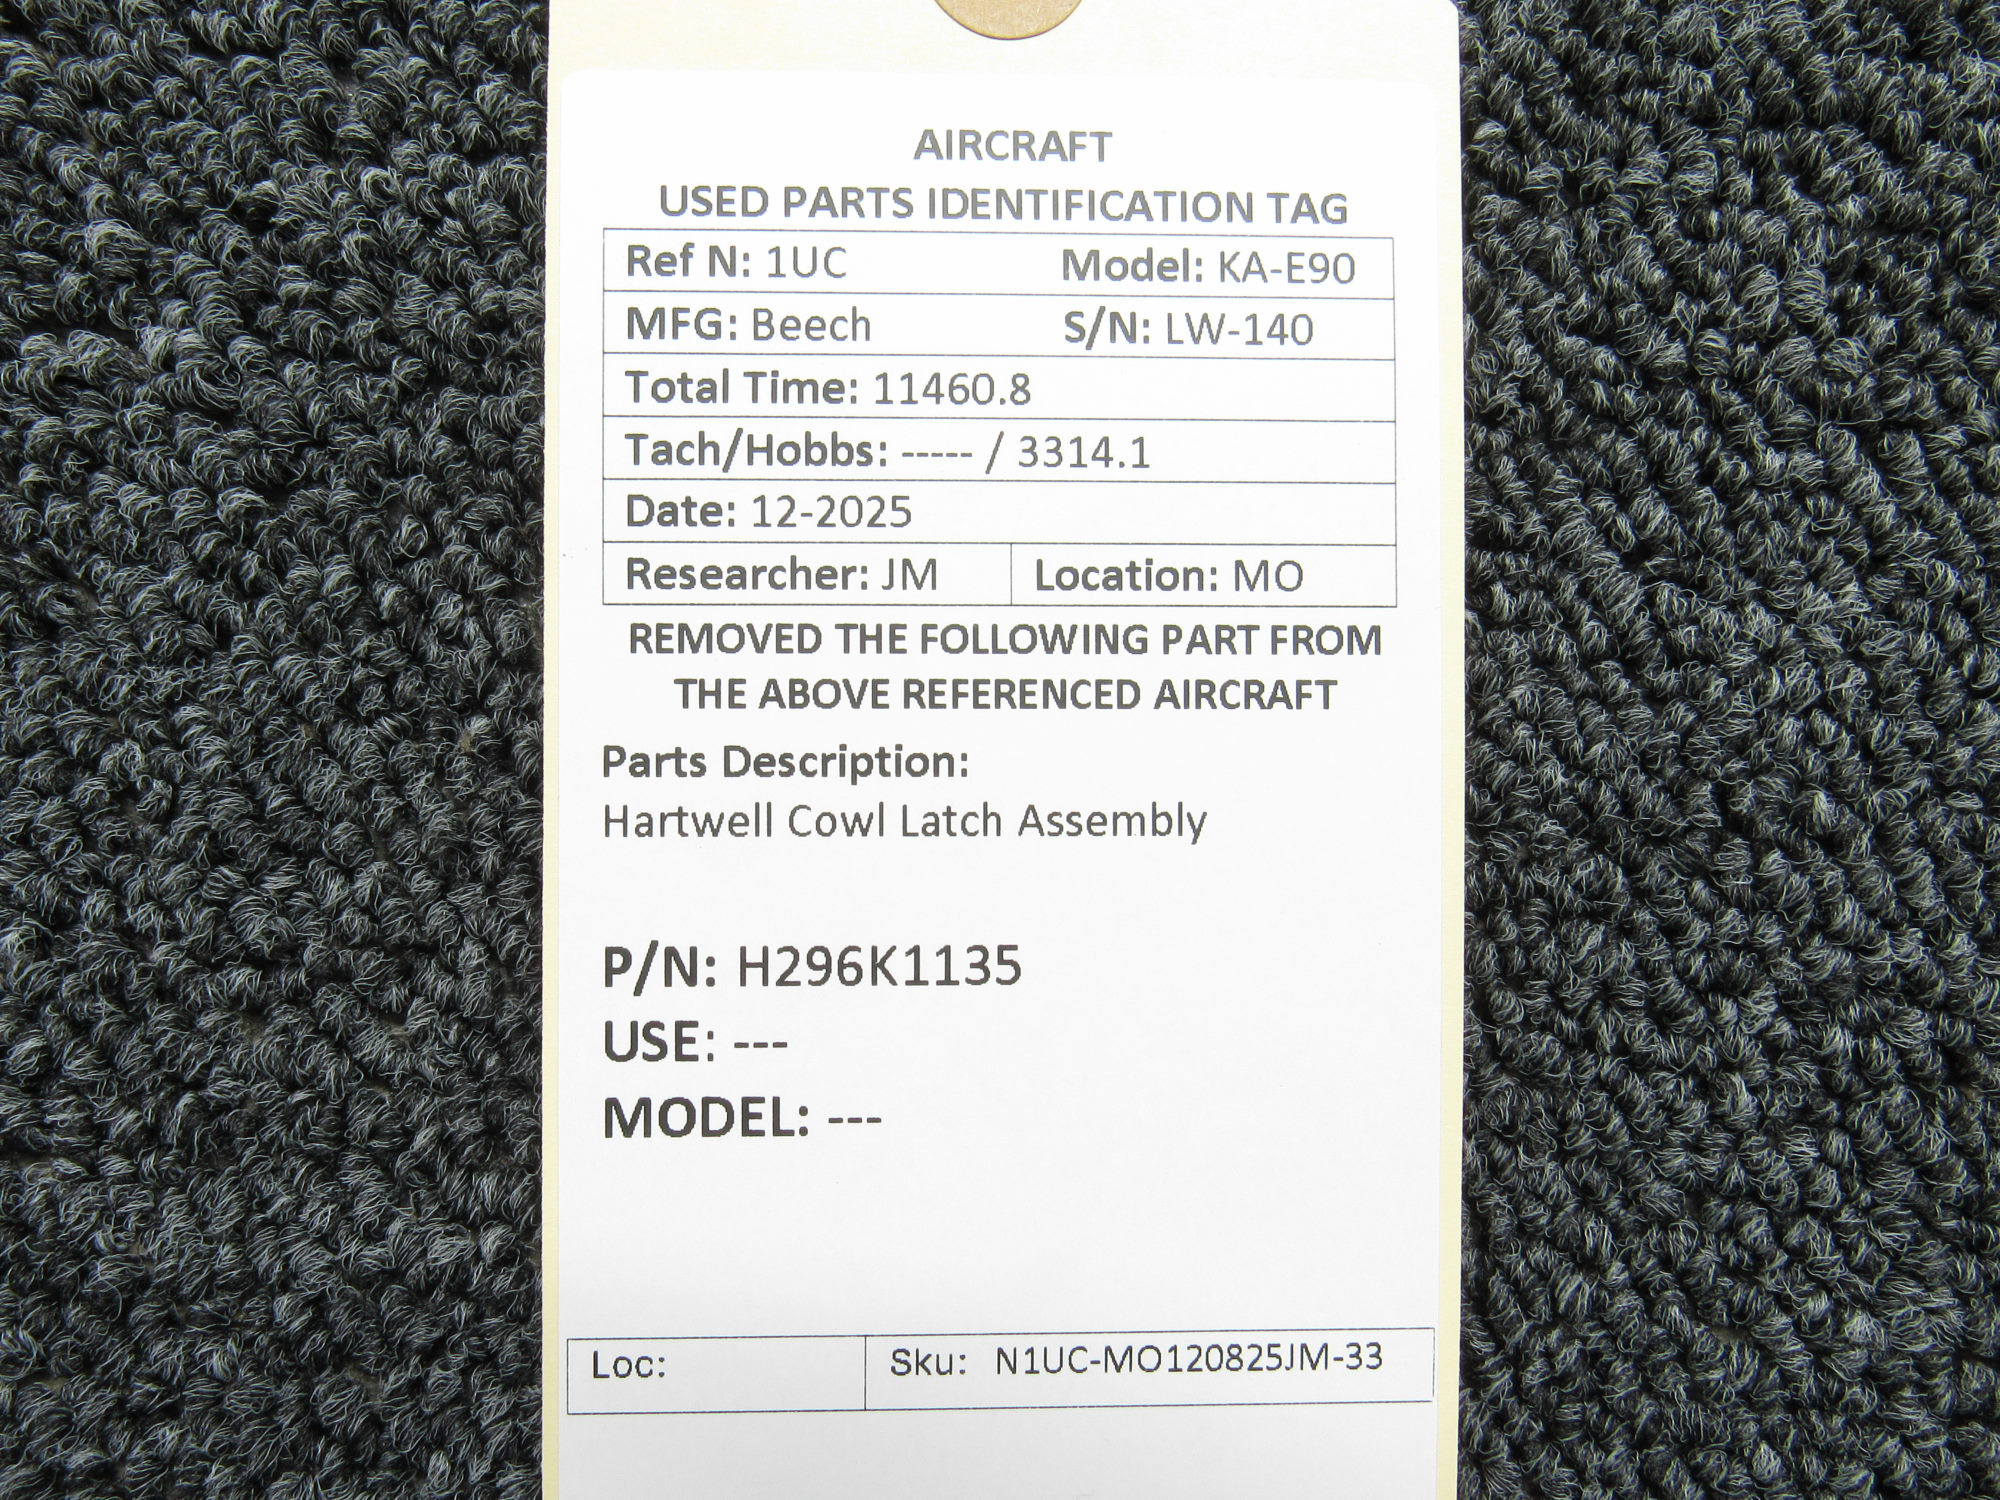 AIRCRAFT
USED PARTS IDENTIFICATION TAG
Ref N: 1UC Model: KA-E90
MFG: Beech S/N: LW-140
Total Time: 11460.8
Tach/Hobbs: ----- / 3314.1
Date: 12-2025
Researcher: JM Location: MO
REMOVED THE FOLLOWING PART FROM
THE ABOVE REFERENCED AIRCRAFT
Parts Description:
Hartwell Cowl Latch Assembly
P/N: H296K1135
USE: ---
MODEL: ---
Loc: Sku: N1UC-MO120825JM-33